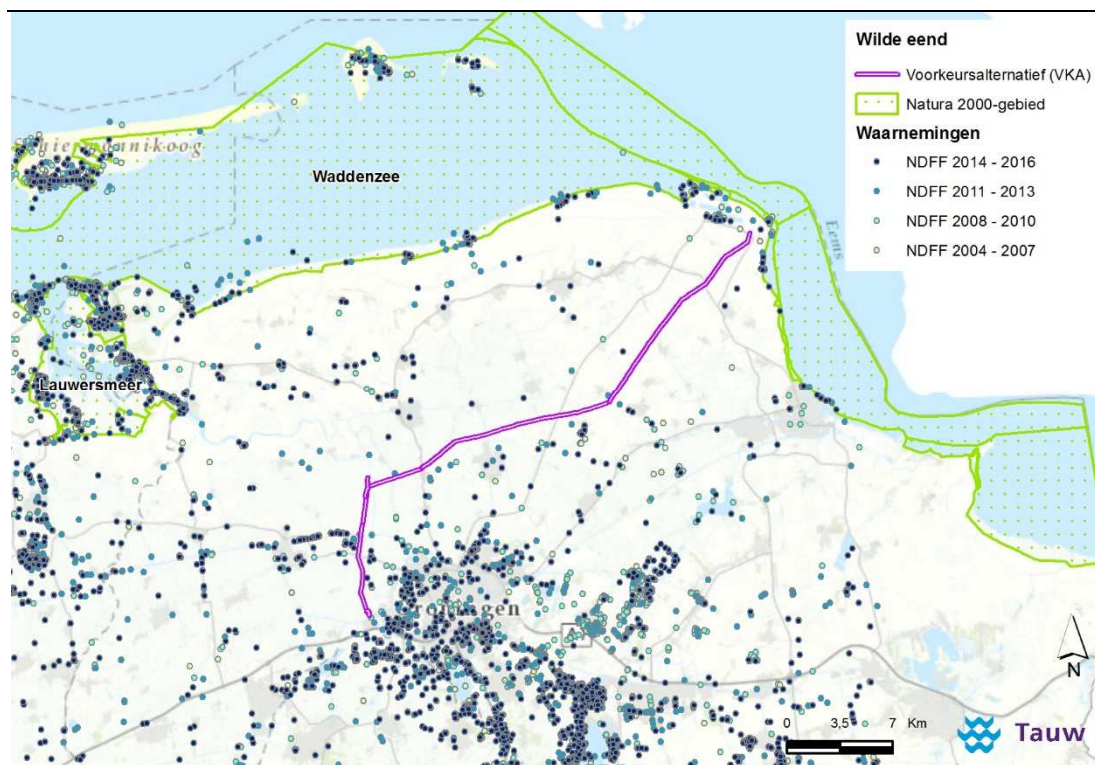 Wilde eend
Voorkeursalternatief (VKA)
Natura 2000-gebied
Waarnemingen
NDFF 2014 - 2016
NDFF 2011 - 2013
NDFF 2008 - 2010
NDFF 2004 - 2007
Schiermonnikoog
Waddenzee
Eems
Lauwersmeer
Groningen
N
0 3,5 7 Km
Tauw